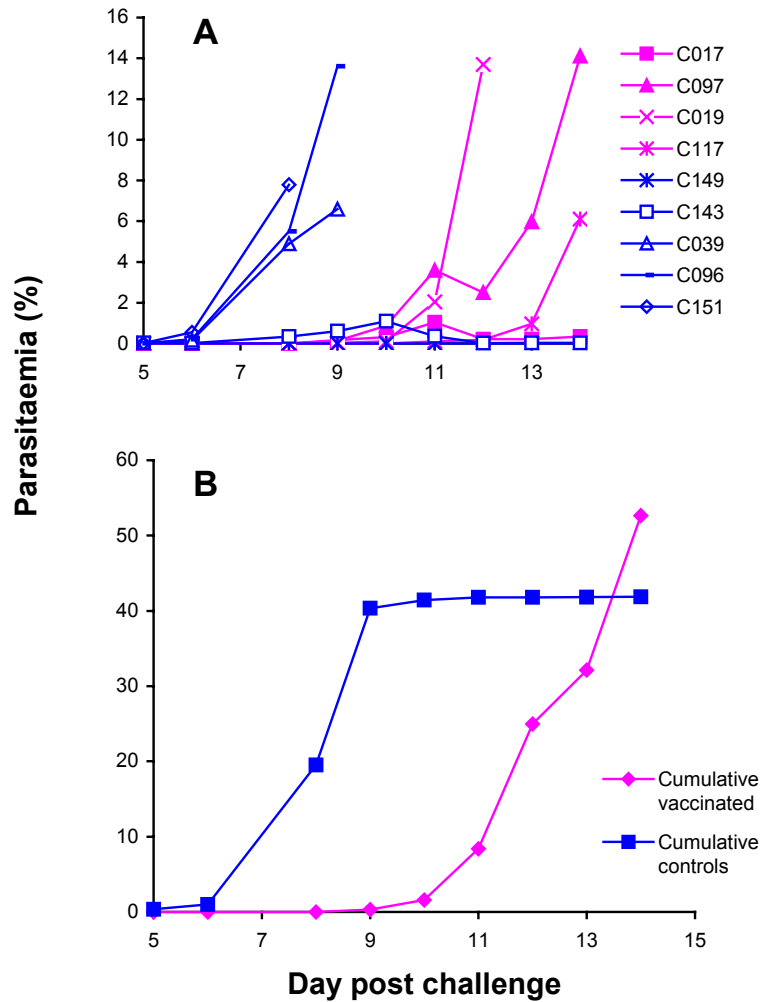 A
16
14
12
10
8
6
4
2
0
5
7
9
11
13
C017
C097
C019
C117
C149
C143
C039
C096
C151
Parasitaemia (%)
B
60
50
40
30
20
10
0
5
7
9
11
13
15
Cumulative
vaccinated
Cumulative
controls
Day post challenge